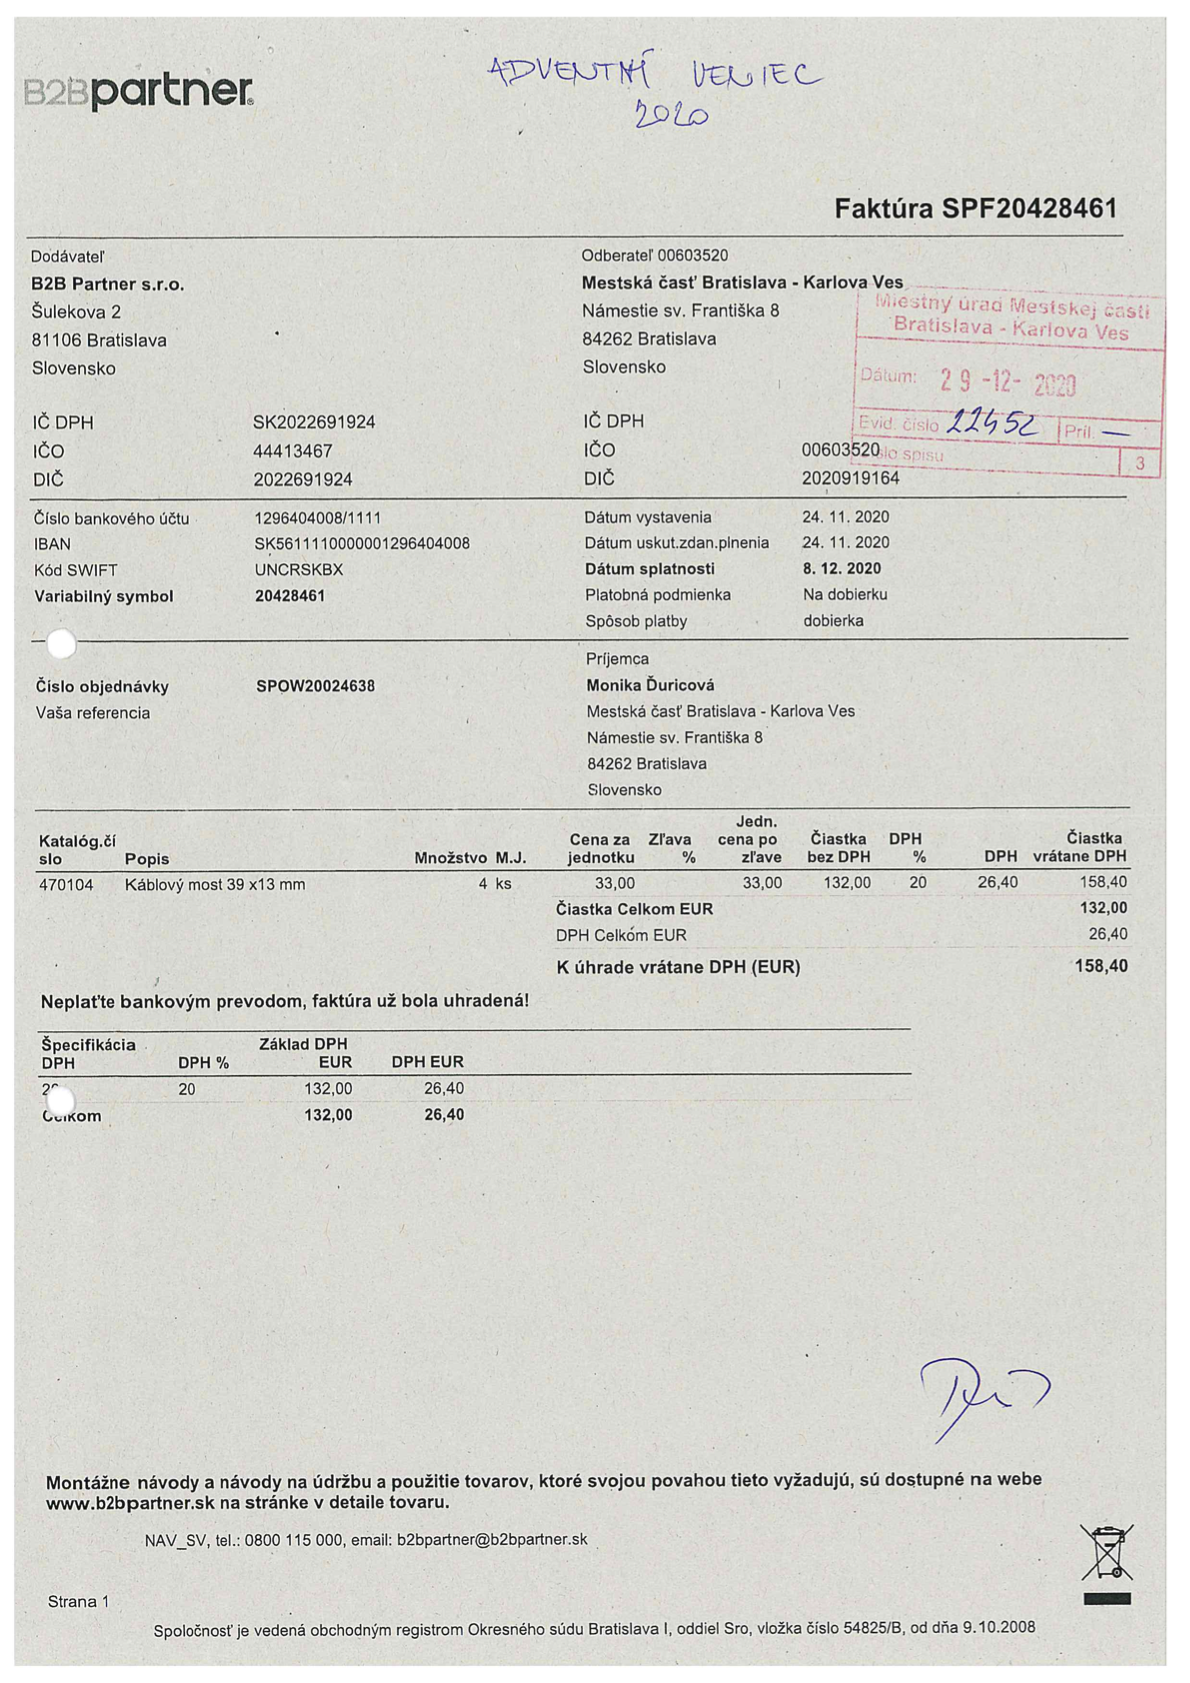 ADVENTNÝ VENIEC
2020
B2Bpartner
Faktúra SPF20428461
Dodávateľ
B2B Partner s.r.o.
Šulekova 2
81106 Bratislava
Slovensko
IČ DPH SK2022691924
IČO 44413467
DIČ 2022691924
Odberateľ 00603520
Mestská časť Bratislava - Karlova Ves
Námestie sv. Františka 8
84262 Bratislava
Slovensko
IČ DPH
IČO 00603520
DIČ 2020919164
Miestny úrad Mestskej časti
Bratislava - Karlova Ves
Dátum: 29 -12- 2020
Evid. číslo 22452 Príl. —
spisu 3
Číslo bankového účtu 1296404008/1111
IBAN SK5611110000001296404008
Kód SWIFT UNCRSKBX
Variabilný symbol 20428461
Dátum vystavenia 24. 11. 2020
Dátum uskut.zdan.plnenia 24. 11. 2020
Dátum splatnosti 8. 12. 2020
Platobná podmienka Na dobierku
Spôsob platby dobierka
Číslo objednávky SPOW20024638
Vaša referencia
Príjemca
Monika Ďuricová
Mestská časť Bratislava - Karlova Ves
Námestie sv. Františka 8
84262 Bratislava
Slovensko
Jedn.
Katalóg.čí Cena za Zľava cena po Čiastka DPH Čiastka
slo Popis Množstvo M.J. jednotku % zľave bez DPH % DPH vrátane DPH
470104 Káblový most 39 x13 mm 4 ks 33,00 33,00 132,00 20 26,40 158,40
Čiastka Celkom EUR 132,00
DPH Celkom EUR 26,40
K úhrade vrátane DPH (EUR) 158,40
Neplaťte bankovým prevodom, faktúra už bola uhradená!
Špecifikácia Základ DPH
DPH DPH % EUR DPH EUR
20 132,00 26,40
Celkom 132,00 26,40
Montážne návody a návody na údržbu a použitie tovarov, ktoré svojou povahou tieto vyžadujú, sú dostupné na webe
www.b2bpartner.sk na stránke v detaile tovaru.
NAV_SV, tel.: 0800 115 000, email: b2bpartner@b2bpartner.sk
Strana 1
Spoločnosť je vedená obchodným registrom Okresného súdu Bratislava I, oddiel Sro, vložka číslo 54825/B, od dňa 9.10.2008